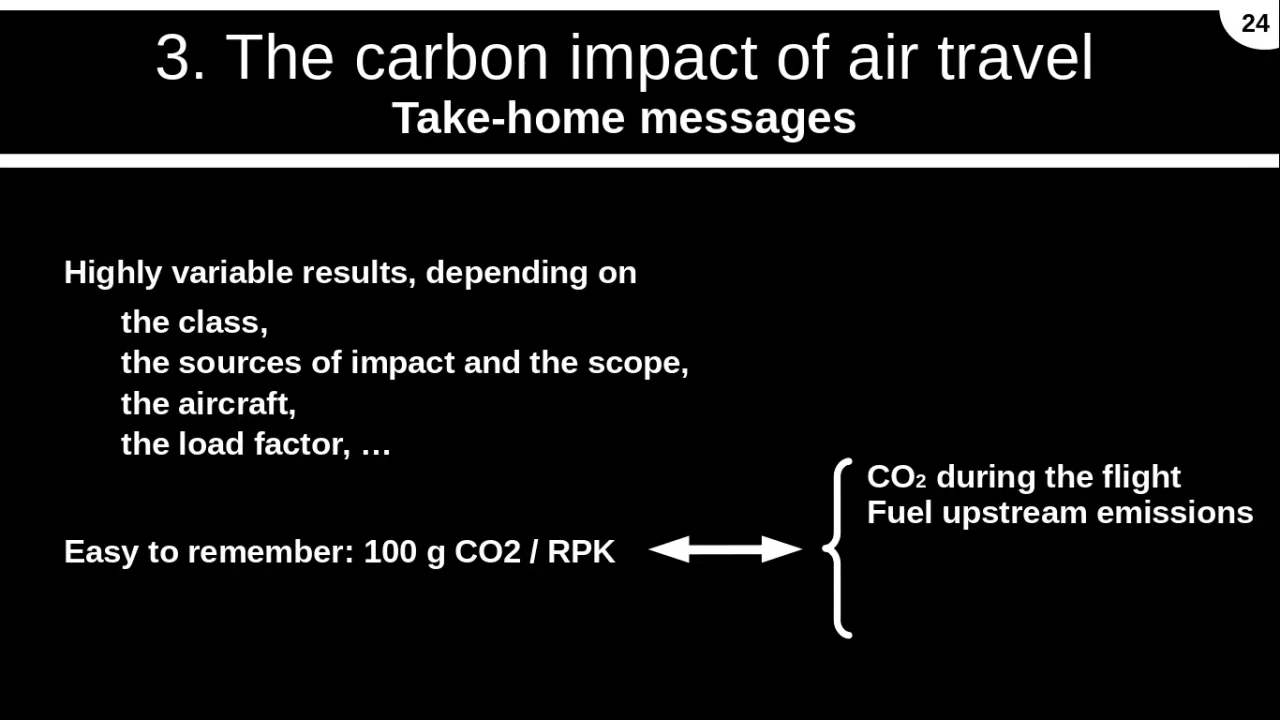 24
3. The carbon impact of air travel
Take-home messages
Highly variable results, depending on
the class,
the sources of impact and the scope,
the aircraft,
the load factor, …
CO₂ during the flight
Fuel upstream emissions
Easy to remember: 100 g CO2 / RPK